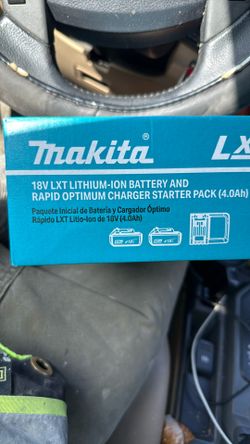 makita® LX
18V LXT LITHIUM-ION BATTERY AND
RAPID OPTIMUM CHARGER STARTER PACK (4.0Ah)
Paquete Inicial de Batería y Cargador Óptimo
Rápido LXT Litio-Ion de 18V (4.0Ah)